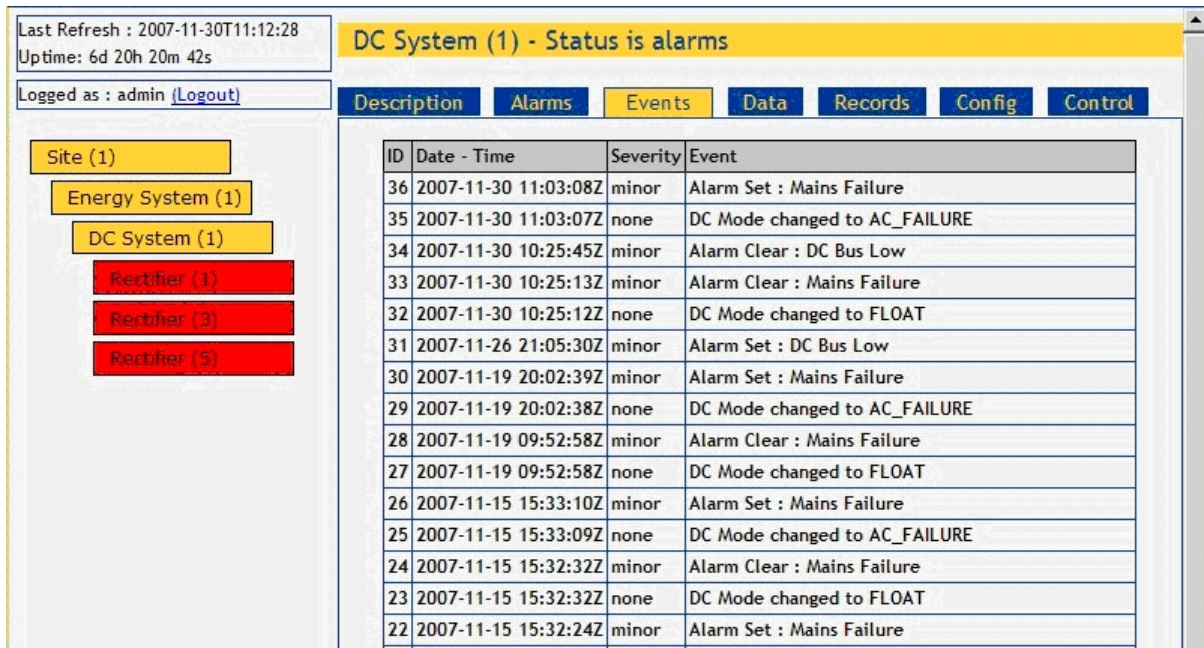 Last Refresh : 2007-11-30T11:12:28
Uptime: 6d 20h 20m 42s
Logged as : admin (Logout)
Site (1)
Energy System (1)
DC System (1)
Rectifier (1)
Rectifier (3)
Rectifier (5)
DC System (1) - Status is alarms
Description Alarms Events Data Records Config Control
ID Date - Time Severity Event
36 2007-11-30 11:03:08Z minor Alarm Set : Mains Failure
35 2007-11-30 11:03:07Z none DC Mode changed to AC_FAILURE
34 2007-11-30 10:25:45Z minor Alarm Clear : DC Bus Low
33 2007-11-30 10:25:13Z minor Alarm Clear : Mains Failure
32 2007-11-30 10:25:12Z none DC Mode changed to FLOAT
31 2007-11-26 21:05:30Z minor Alarm Set : DC Bus Low
30 2007-11-19 20:02:39Z minor Alarm Set : Mains Failure
29 2007-11-19 20:02:38Z none DC Mode changed to AC_FAILURE
28 2007-11-19 09:52:58Z minor Alarm Clear : Mains Failure
27 2007-11-19 09:52:58Z none DC Mode changed to FLOAT
26 2007-11-15 15:33:10Z minor Alarm Set : Mains Failure
25 2007-11-15 15:33:09Z none DC Mode changed to AC_FAILURE
24 2007-11-15 15:32:32Z minor Alarm Clear : Mains Failure
23 2007-11-15 15:32:32Z none DC Mode changed to FLOAT
22 2007-11-15 15:32:24Z minor Alarm Set : Mains Failure